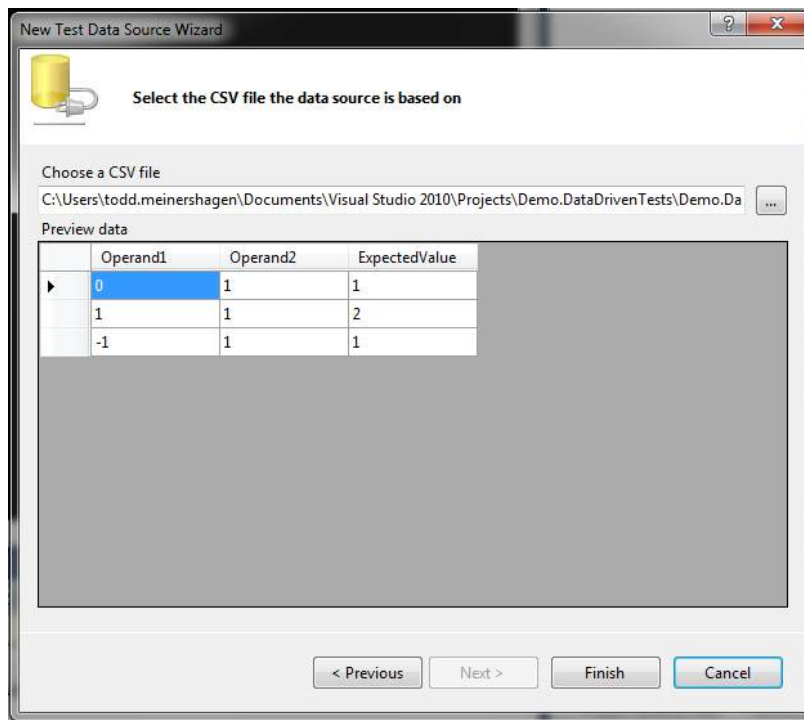 New Test Data Source Wizard
Select the CSV file the data source is based on
Choose a CSV file
C:\Users\todd.meinershagen\Documents\Visual Studio 2010\Projects\Demo.DataDrivenTests\Demo.Da ...
Preview data
Operand1 Operand2 ExpectedValue
0 1 1
1 1 2
-1 1 1
< Previous Next > Finish Cancel